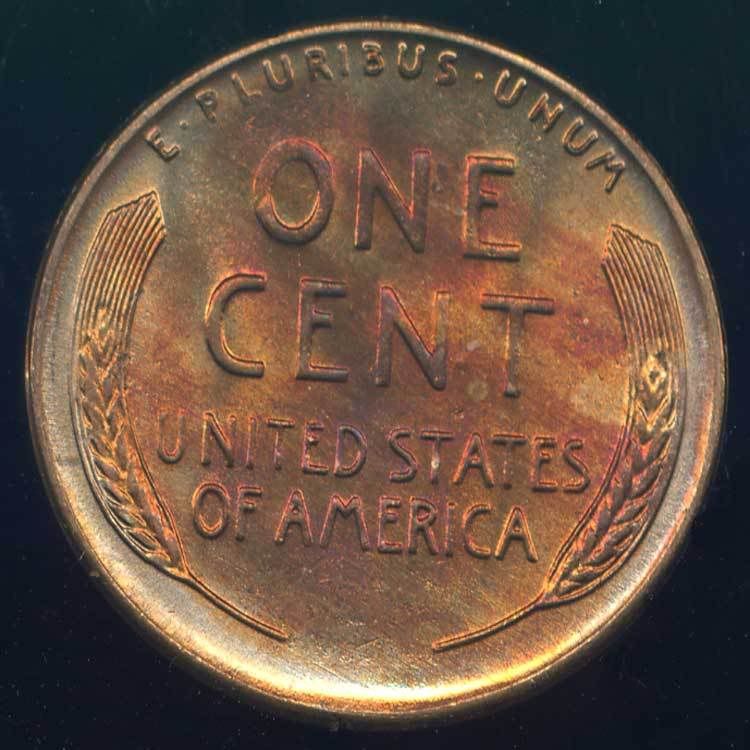 E·PLURIBUS·UNUM
ONE
CENT
UNITED STATES
OF AMERICA